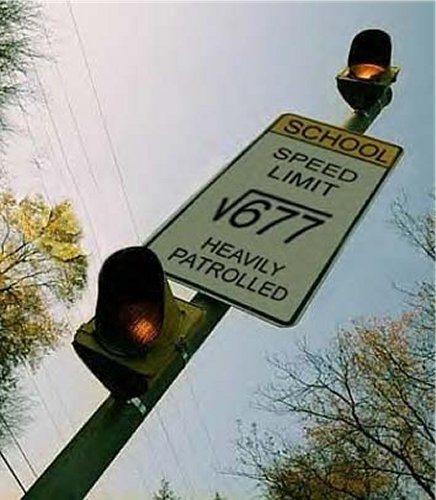 SCHOOL
SPEED
LIMIT
√677
HEAVILY
PATROLLED